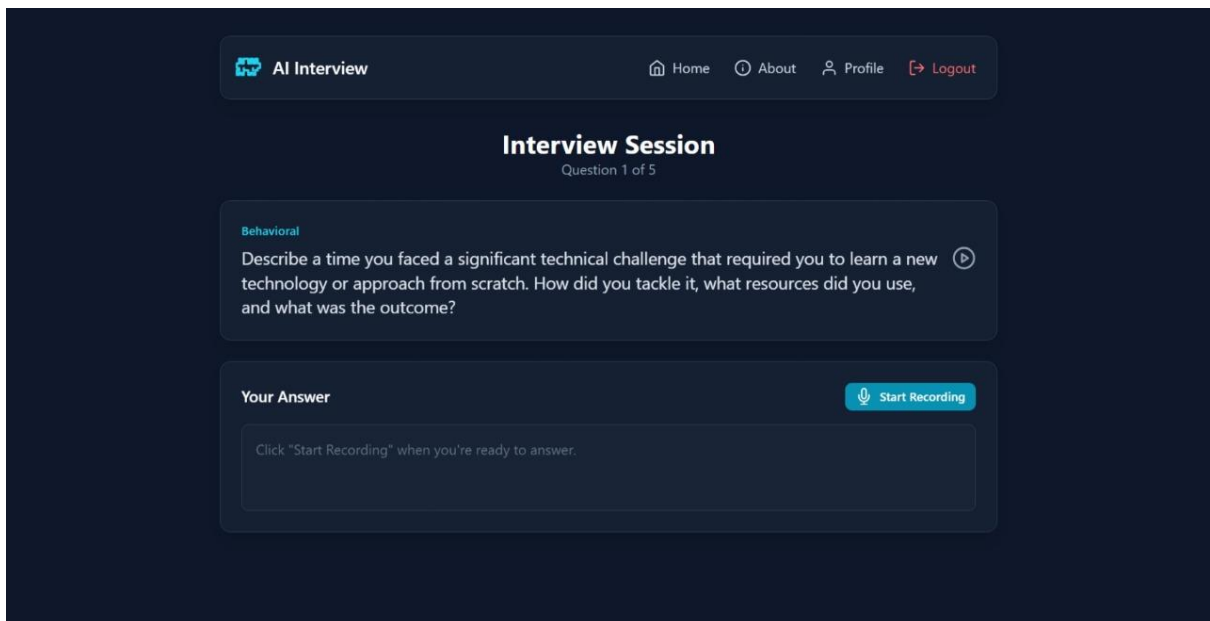 AI Interview
Home
About
Profile
Logout
Interview Session
Question 1 of 5
Behavioral
Describe a time you faced a significant technical challenge that required you to learn a new
technology or approach from scratch. How did you tackle it, what resources did you use,
and what was the outcome?
Your Answer
Start Recording
Click "Start Recording" when you're ready to answer.